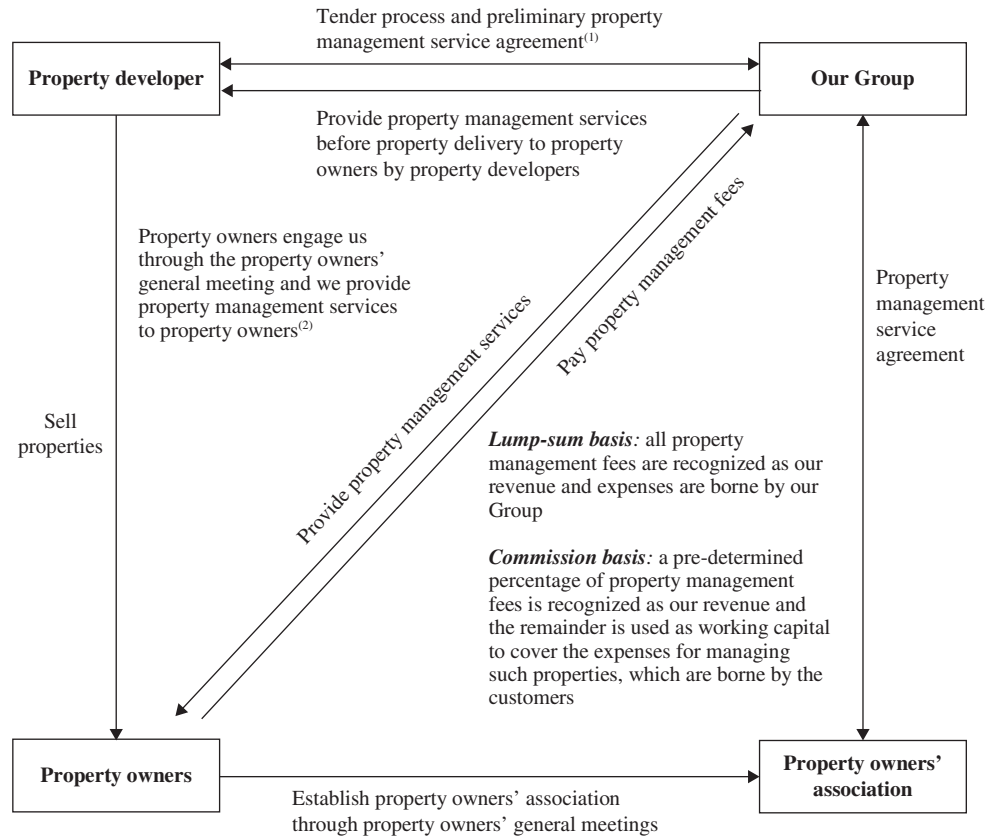 Tender process and preliminary property
management service agreement(1)
Property developer
Our Group
Provide property management services
before property delivery to property
owners by property developers
Property owners engage us
through the property owners’
general meeting and we provide
property management services
to property owners(2)
Provide property management services
Pay property management fees
Property
management
service
agreement
Sell
properties
Lump-sum basis: all property
management fees are recognized as our
revenue and expenses are borne by our
Group
Commission basis: a pre-determined
percentage of property management
fees is recognized as our revenue and
the remainder is used as working capital
to cover the expenses for managing
such properties, which are borne by the
customers
Property owners
Property owners’
association
Establish property owners’ association
through property owners’ general meetings